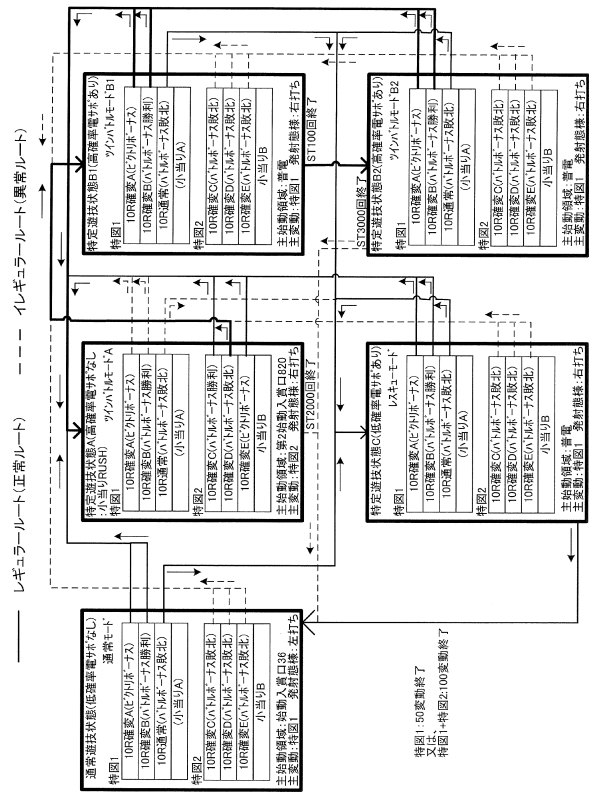 ―― レギュラールート(正常ルート) ― ― ― イレギュラールート(異常ルート)
通常遊技状態(低確率電サポなし)
通常モード
特図1
10R確変A(ビクトリボーナス)
10R確変B(バトルボーナス勝利)
10R通常(バトルボーナス敗北)
(小当りA)
特図2
10R確変C(バトルボーナス敗北)
10R確変D(バトルボーナス敗北)
10R確変E(バトルボーナス敗北)
小当りB
主始動領域:始動入賞口36
主変動:特図1 発射態様:左打ち
特定遊技状態A(高確率電サポなし
:小当りRUSH)
ツインバトルモードA
特図1
10R確変A(ビクトリボーナス)
10R確変B(バトルボーナス勝利)
10R通常(バトルボーナス敗北)
(小当りA)
特図2
10R確変C(バトルボーナス勝利)
10R確変D(バトルボーナス敗北)
10R確変E(ビクトリボーナス)
小当りB
主始動領域:第2始動入賞口I820
主変動:特図2 発射態様:右打ち
特定遊技状態B1(高確率電サポあり)
ツインバトルモードB1
特図1
10R確変A(ビクトリボーナス)
10R確変B(バトルボーナス勝利)
10R通常(バトルボーナス敗北)
(小当りA)
特図2
10R確変C(バトルボーナス敗北)
10R確変D(バトルボーナス敗北)
10R確変E(バトルボーナス敗北)
小当りB
主始動領域:普電
主変動:特図1 発射態様:右打ち
ST2000回終了
ST100回終了
ST3000回終了
特定遊技状態C(低確率電サポあり)
レスキューモード
特図1
10R確変A(ビクトリボーナス)
10R確変B(バトルボーナス勝利)
10R通常(バトルボーナス敗北)
(小当りA)
特図2
10R確変C(バトルボーナス敗北)
10R確変D(バトルボーナス敗北)
10R確変E(バトルボーナス敗北)
小当りB
主始動領域:普電
主変動:特図1 発射態様:右打ち
特定遊技状態B2(高確率電サポあり)
ツインバトルモードB2
特図1
10R確変A(ビクトリボーナス)
10R確変B(バトルボーナス勝利)
10R通常(バトルボーナス敗北)
(小当りA)
特図2
10R確変C(バトルボーナス敗北)
10R確変D(バトルボーナス敗北)
10R確変E(バトルボーナス敗北)
小当りB
主始動領域:普電
主変動:特図1 発射態様:右打ち
特図1:50変動終了
又は、
特図1+特図2:100変動終了